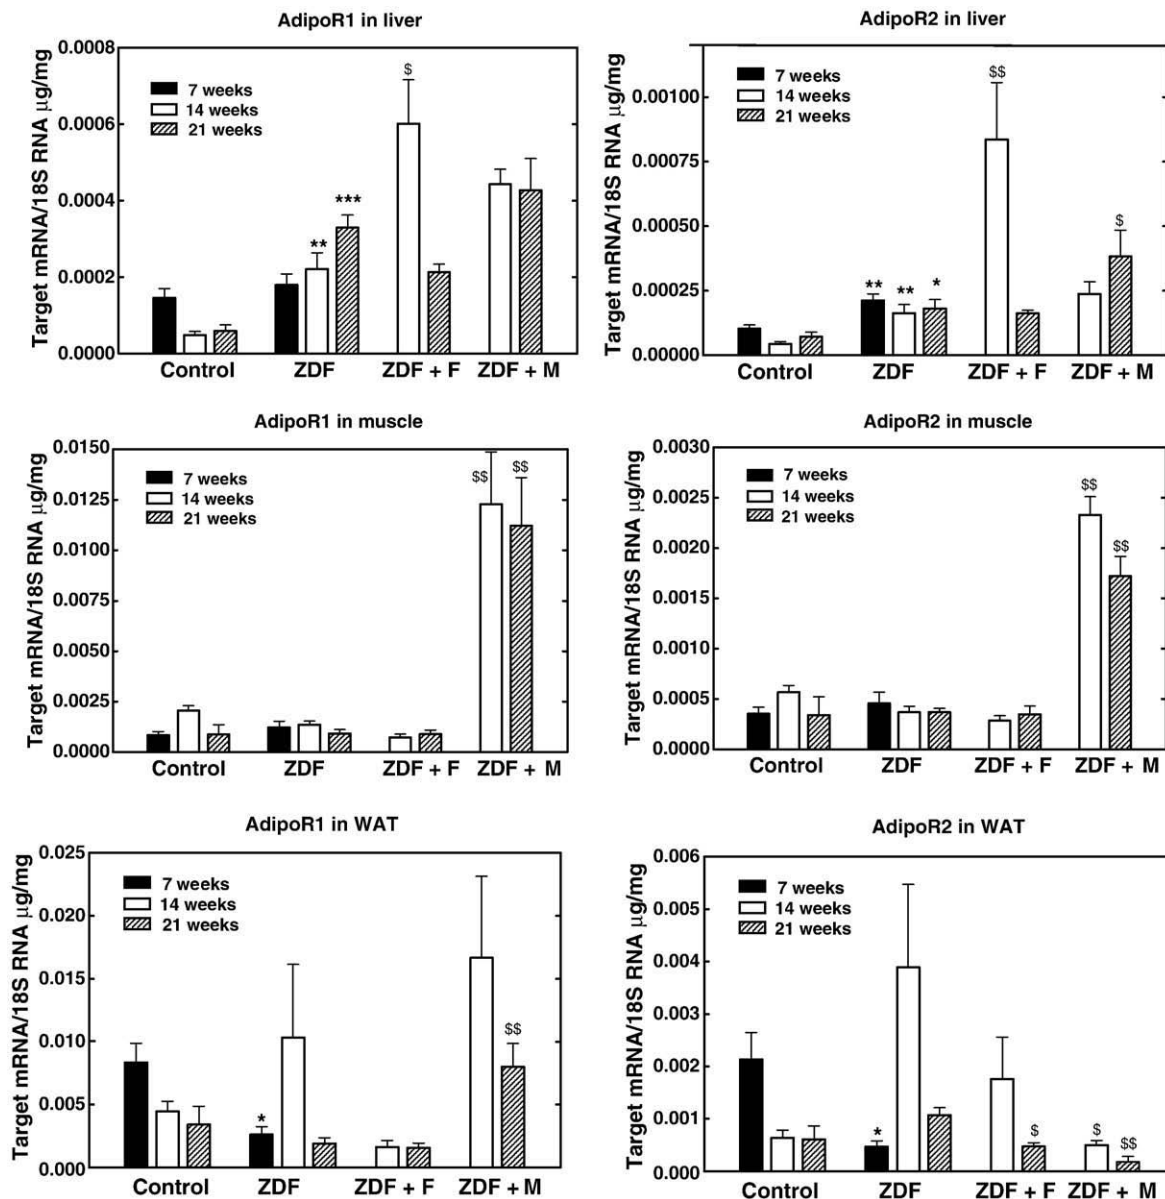 AdipoR1 in liver
Target mRNA/18S RNA μg/mg
0.0008
0.0006
0.0004
0.0002
0.0000
7 weeks
14 weeks
21 weeks
**
***
$
Control ZDF ZDF + F ZDF + M
AdipoR2 in liver
Target mRNA/18S RNA μg/mg
0.00100
0.00075
0.00050
0.00025
0.00000
7 weeks
14 weeks
21 weeks
**
**
*
$$
$
Control ZDF ZDF + F ZDF + M
AdipoR1 in muscle
Target mRNA/18S RNA μg/mg
0.0150
0.0125
0.0100
0.0075
0.0050
0.0025
0.0000
7 weeks
14 weeks
21 weeks
$$
$$
Control ZDF ZDF + F ZDF + M
AdipoR2 in muscle
Target mRNA/18S RNA μg/mg
0.0030
0.0025
0.0020
0.0015
0.0010
0.0005
0.0000
7 weeks
14 weeks
21 weeks
$$
$$
Control ZDF ZDF + F ZDF + M
AdipoR1 in WAT
Target mRNA/18S RNA μg/mg
0.025
0.020
0.015
0.010
0.005
0.000
7 weeks
14 weeks
21 weeks
*
$$
Control ZDF ZDF + F ZDF + M
AdipoR2 in WAT
Target mRNA/18S RNA μg/mg
0.006
0.005
0.004
0.003
0.002
0.001
0.000
7 weeks
14 weeks
21 weeks
*
$
$
$$
Control ZDF ZDF + F ZDF + M